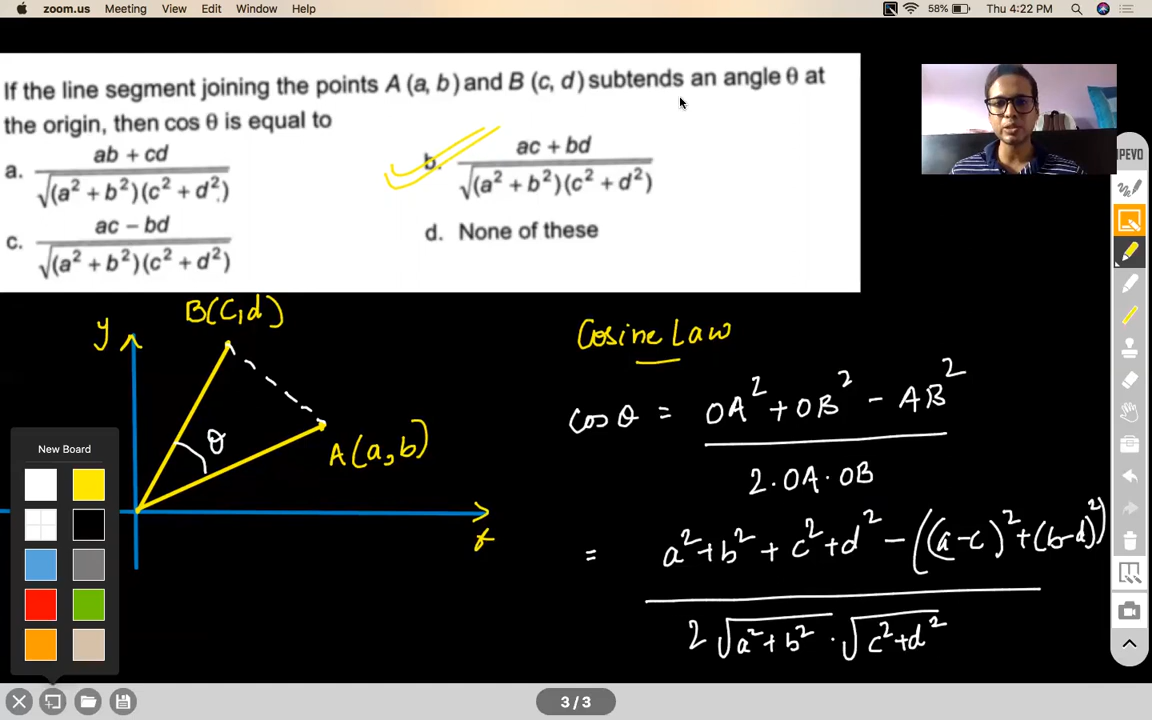 zoom.us Meeting View Edit Window Help 58% Thu 4:22 PM
If the line segment joining the points A (a, b) and B (c, d) subtends an angle θ at
the origin, then cos θ is equal to
a. ab + cd / √(a² + b²)(c² + d²)
b. ac + bd / √(a² + b²)(c² + d²)
c. ac − bd / √(a² + b²)(c² + d²)
d. None of these
B(c,d)
y
θ
A(a,b)
x
Cosine Law
cos θ = OA² + OB² − AB² / 2·OA·OB
= a² + b² + c² + d² − ((a−c)² + (b−d)²) / 2√a²+b² · √c²+d²
New Board
3 / 3
IPEVO